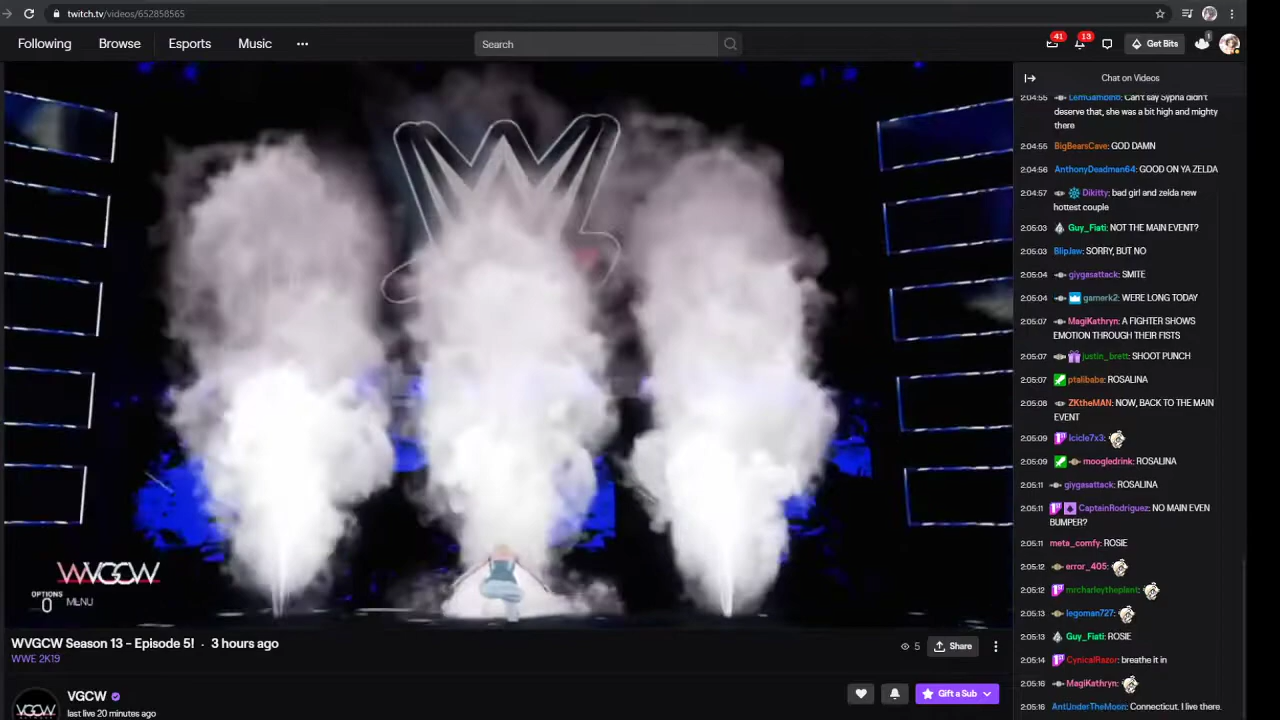 twitch.tv/videos/652858565
Following Browse Esports Music Search 41 13 Get Bits 1
Chat on Videos
2:04:55 LemGambino: Can't say Sypha didn't
deserve that, she was a bit high and mighty
there
2:04:55 BigBearsCave: GOD DAMN
2:04:56 AnthonyDeadman64: GOOD ON YA ZELDA
2:04:57 Dikitty: bad girl and zelda new
hottest couple
2:05:03 Guy_Fiati: NOT THE MAIN EVENT?
2:05:03 BlipJaw: SORRY, BUT NO
2:05:04 giygasattack: SMITE
2:05:04 gamerk2: WERE LONG TODAY
2:05:07 MagiKathryn: A FIGHTER SHOWS
EMOTION THROUGH THEIR FISTS
2:05:07 justin_brett: SHOOT PUNCH
2:05:07 ptalibaba: ROSALINA
2:05:08 ZKtheMAN: NOW, BACK TO THE MAIN
EVENT
2:05:09 Icicle7x3:
2:05:09 moogledrink: ROSALINA
2:05:11 giygasattack: ROSALINA
2:05:11 CaptainRodriguez: NO MAIN EVEN
BUMPER?
2:05:11 meta_comfy: ROSIE
2:05:12 error_405:
2:05:12 mrcharleytheplant:
2:05:13 legoman727:
2:05:13 Guy_Fiati: ROSIE
2:05:14 CynicalRazor: breathe it in
2:05:16 MagiKathryn:
2:05:16 AntUnderTheMoon: Connecticut. I live there.
WVGCW
OPTIONS
MENU
WVGCW Season 13 - Episode 5! · 3 hours ago
WWE 2K19
5 Share
VGCW
last live 20 minutes ago
Gift a Sub
VGCW